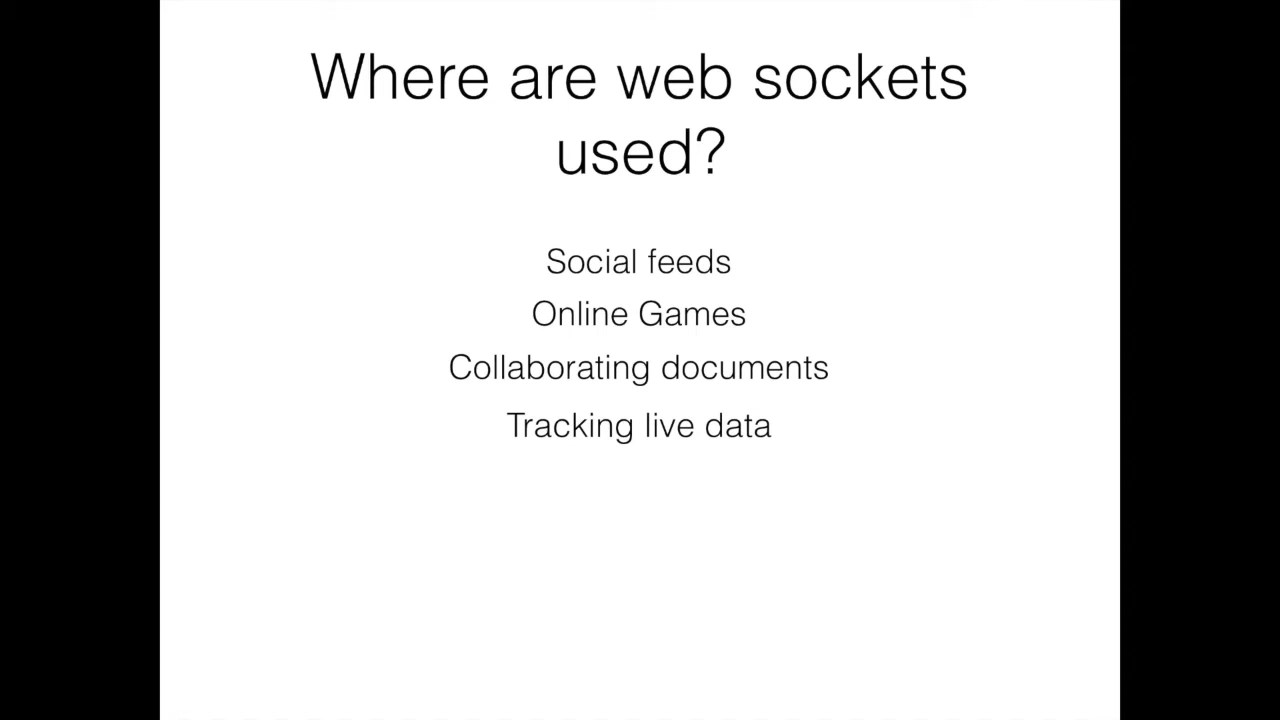 Where are web sockets
used?
Social feeds
Online Games
Collaborating documents
Tracking live data